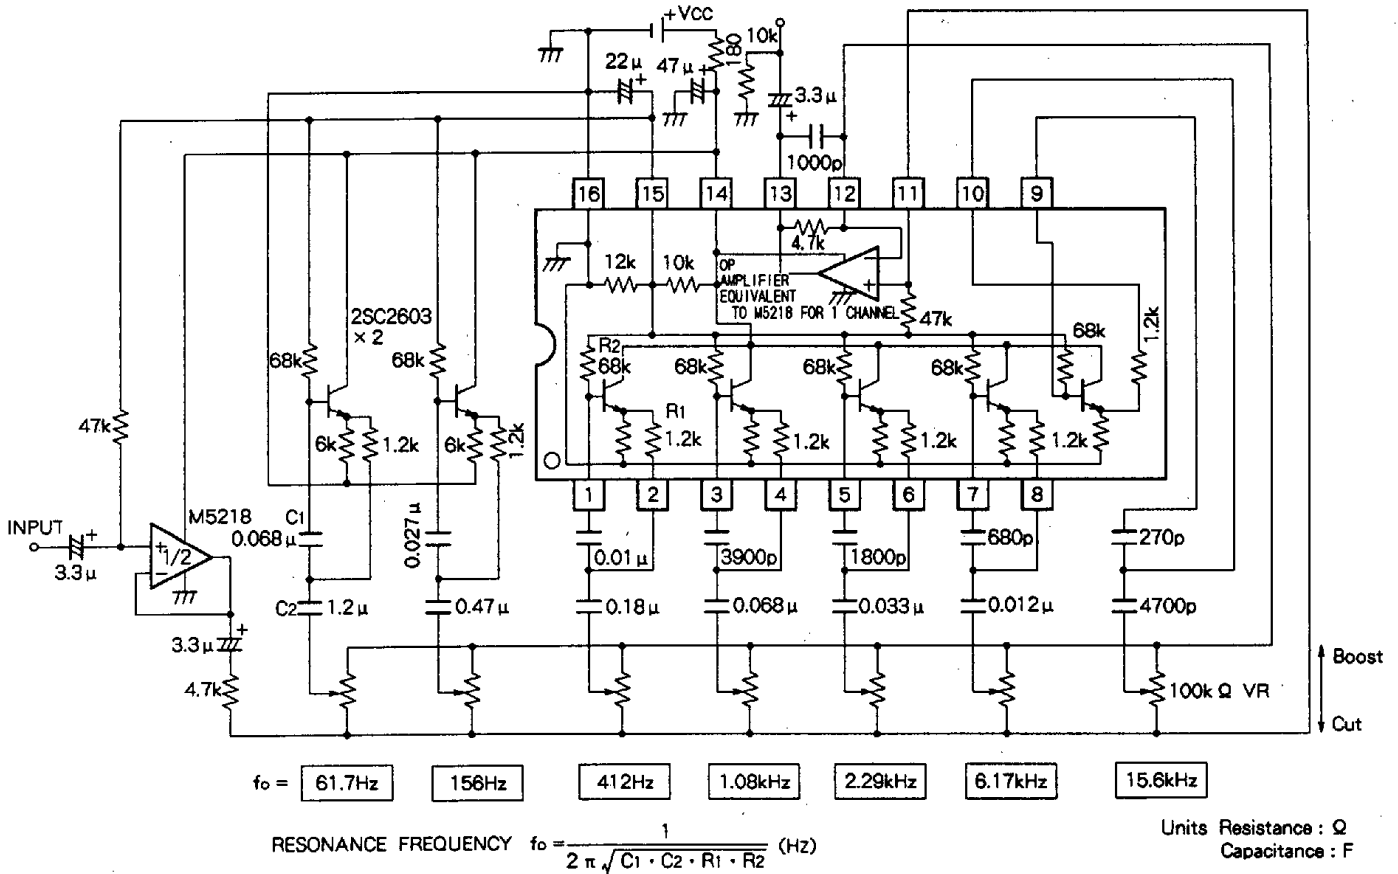 +VCC
10k
180
22μ
+
47μ
+
3.3μ
+
1000p
16
15
14
13
12
11
10
9
4.7k
12k
10k
OP
AMPLIFIER
EQUIVALENT
TO M5218 FOR 1 CHANNEL
−
+
47k
2SC2603
× 2
68k
68k
R2
68k
68k
68k
68k
68k
1.2k
47k
6k
1.2k
6k
1.2k
R1
1.2k
1.2k
1.2k
1.2k
1
2
3
4
5
6
7
8
INPUT
+
3.3μ
M5218
+
1/2
−
C1
0.068μ
0.027μ
0.01μ
3900p
1800p
680p
270p
C2
1.2μ
0.47μ
0.18μ
0.068μ
0.033μ
0.012μ
4700p
3.3μ
+
4.7k
100k Ω VR
Boost
Cut
fo = 61.7Hz 156Hz 412Hz 1.08kHz 2.29kHz 6.17kHz 15.6kHz
RESONANCE FREQUENCY fo = 1 / 2 π √ C1 · C2 · R1 · R2 (Hz)
Units Resistance : Ω
Capacitance : F